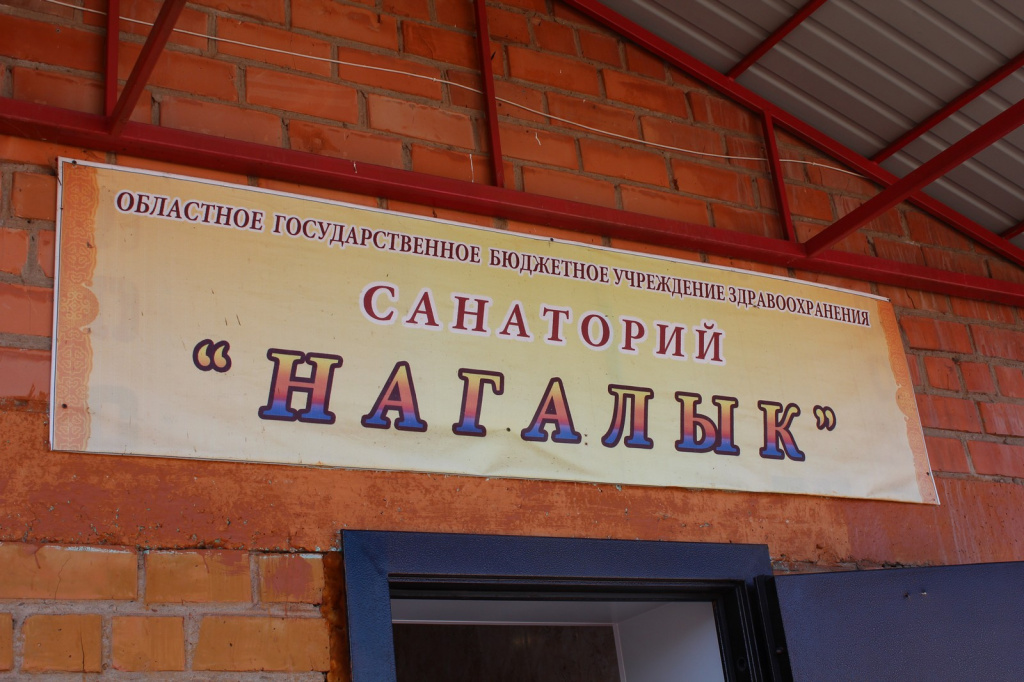 ОБЛАСТНОЕ ГОСУДАРСТВЕННОЕ БЮДЖЕТНОЕ УЧРЕЖДЕНИЕ ЗДРАВООХРАНЕНИЯ
САНАТОРИЙ
“НАГАЛЫК”